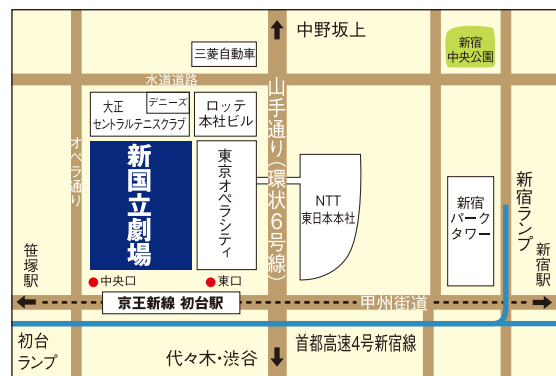 中野坂上
新宿
中央公園
三菱自動車
水道道路
大正
デニーズ
セントラルテニスクラブ
ロッテ
本社ビル
オペラ通り
新国立劇場
東京オペラシティ
山手通り(環状6号線)
NTT
東日本本社
新宿
パーク
タワー
新宿ランプ
新宿駅
笹塚駅
中央口
東口
京王新線 初台駅
甲州街道
初台
ランプ
代々木・渋谷
首都高速4号新宿線